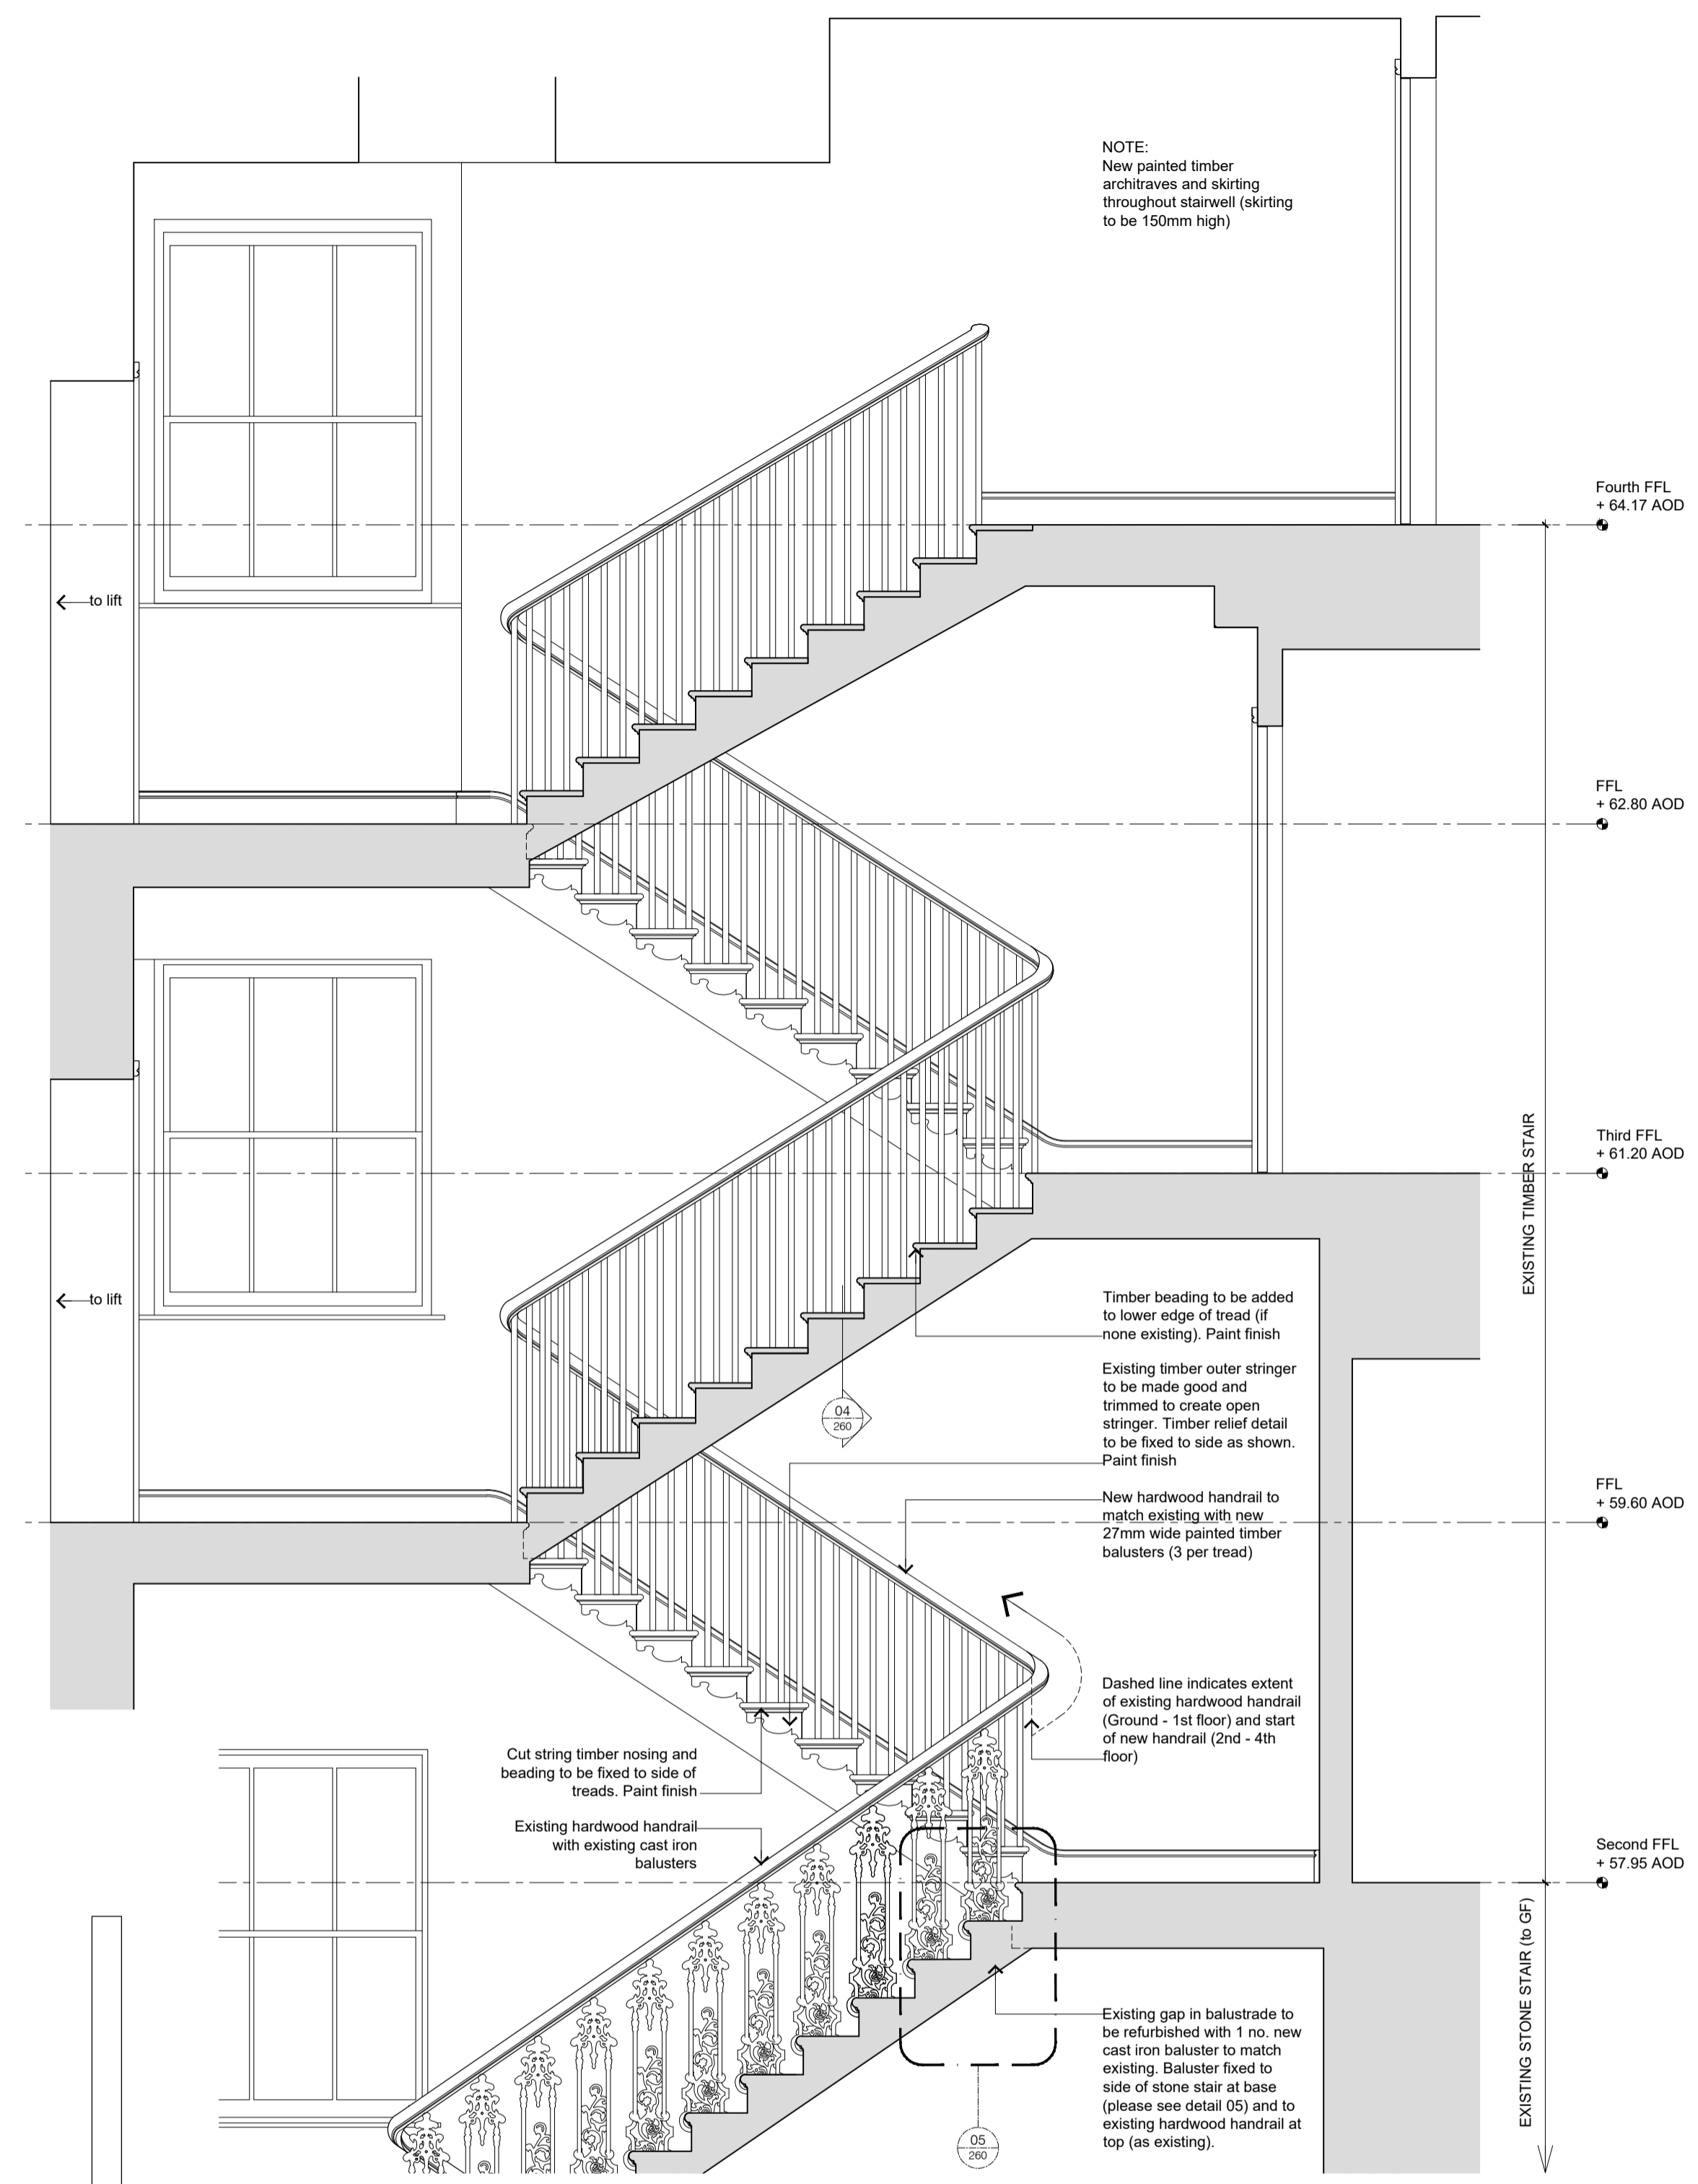 NOTE:
New painted timber
architraves and skirting
throughout stairwell (skirting
to be 150mm high)
Fourth FFL
+ 64.17 AOD
to lift
FFL
+ 62.80 AOD
Third FFL
+ 61.20 AOD
EXISTING TIMBER STAIR
to lift
Timber beading to be added
to lower edge of tread (if
none existing). Paint finish
Existing timber outer stringer
to be made good and
trimmed to create open
stringer. Timber relief detail
to be fixed to side as shown.
Paint finish
04
260
New hardwood handrail to
match existing with new
27mm wide painted timber
balusters (3 per tread)
FFL
+ 59.60 AOD
Dashed line indicates extent
of existing hardwood handrail
(Ground - 1st floor) and start
of new handrail (2nd - 4th
floor)
Cut string timber nosing and
beading to be fixed to side of
treads. Paint finish
Existing hardwood handrail
with existing cast iron
balusters
Second FFL
+ 57.95 AOD
EXISTING STONE STAIR (to GF)
Existing gap in balustrade to
be refurbished with 1 no. new
cast iron baluster to match
existing. Baluster fixed to
side of stone stair at base
(please see detail 05) and to
existing hardwood handrail at
top (as existing).
05
260